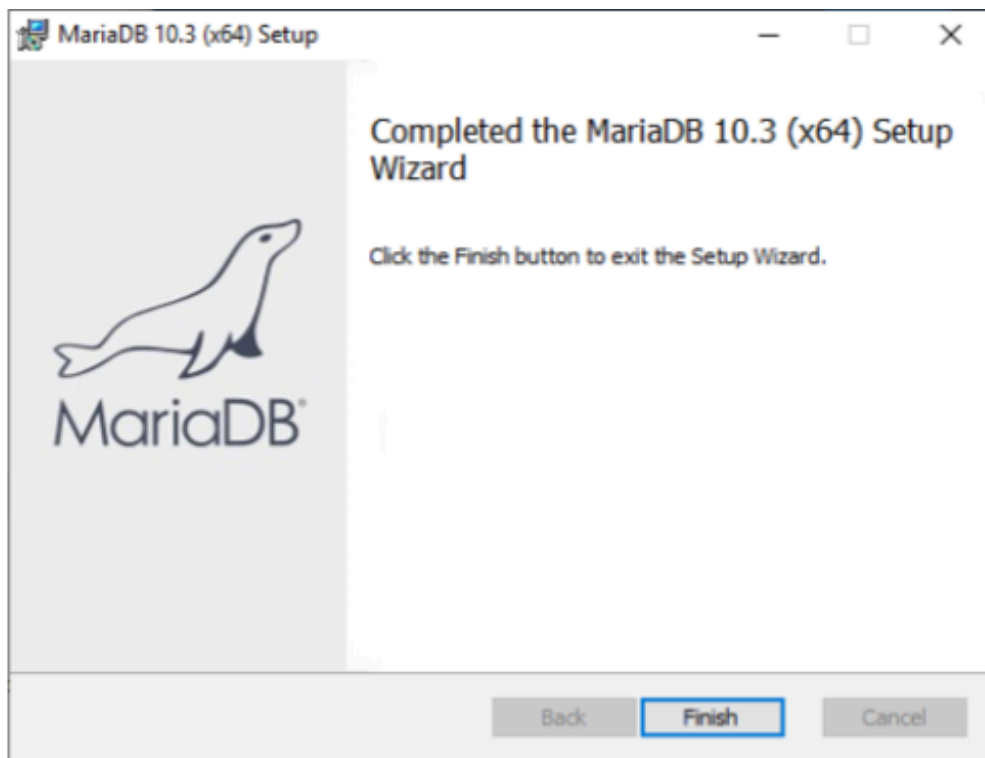 MariaDB 10.3 (x64) Setup
Completed the MariaDB 10.3 (x64) Setup
Wizard
Click the Finish button to exit the Setup Wizard.
MariaDB
Back
Finish
Cancel